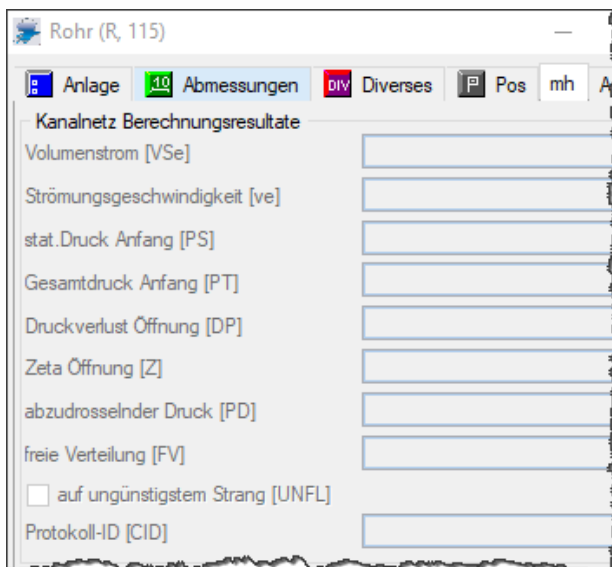 Rohr (R, 115)
Anlage 10 Abmessungen DIV Diverses P Pos mh
Kanalnetz Berechnungsresultate
Volumenstrom [VSe]
Strömungsgeschwindigkeit [ve]
stat.Druck Anfang [PS]
Gesamtdruck Anfang [PT]
Druckverlust Öffnung [DP]
Zeta Öffnung [Z]
abzudrosselnder Druck [PD]
freie Verteilung [FV]
auf ungünstigstem Strang [UNFL]
Protokoll-ID [CID]